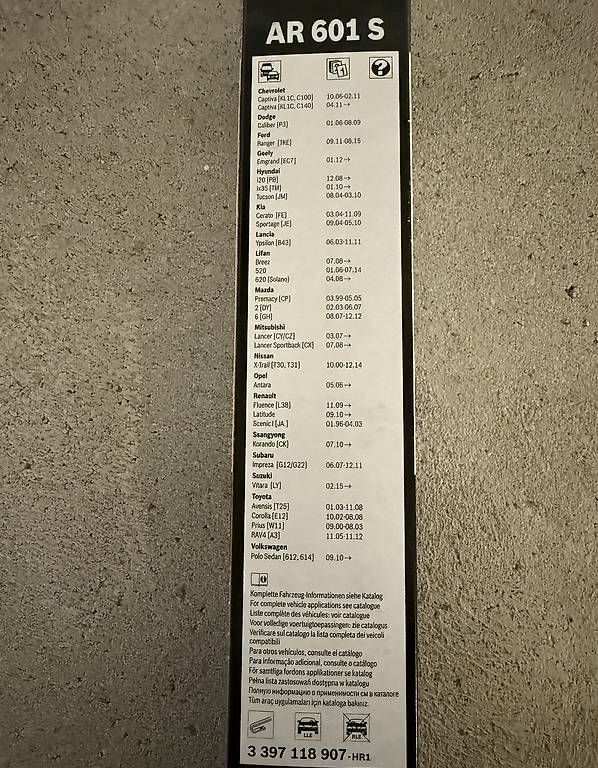 AR 601 S
1
?
Chevrolet
Captiva [KL1C, C100] 10.06-02.11
Captiva [KL1C, C140] 04.11→
Dodge
Caliber [P3] 01.06-08.09
Ford
Ranger [TKE] 09.11-08.15
Geely
Emgrand [EC7] 01.12→
Hyundai
i20 [PB] 12.08→
ix35 [TM] 01.10→
Tucson [JM] 08.04-03.10
Kia
Cerato [FE] 03.04-11.09
Sportage [JE] 09.04-05.10
Lancia
Ypsilon [843] 06.03-11.11
Lifan
Breez 07.08→
520 01.06-07.14
620 (Solano) 04.08→
Mazda
Premacy [CP] 03.99-05.05
2 [DY] 02.03-06.07
6 [GH] 08.07-12.12
Mitsubishi
Lancer [CY/CZ] 03.07→
Lancer Sportback [CX] 07.08→
Nissan
X-Trail [T30, T31] 10.00-12.14
Opel
Antara 05.06→
Renault
Fluence [L38] 11.09→
Latitude 09.10→
Scenic I [JA.] 01.96-04.03
Ssangyong
Korando [CK] 07.10→
Subaru
Impreza [G12/G22] 06.07-12.11
Suzuki
Vitara [LY] 02.15→
Toyota
Avensis [T25] 01.03-11.08
Corolla [E12] 10.02-08.08
Prius [W11] 09.00-08.03
RAV4 [A3] 11.05-11.12
Volkswagen
Polo Sedan [612, 614] 09.10→
Komplette Fahrzeug-Informationen siehe Katalog
For complete vehicle applications see catalogue
Liste complète des véhicules: voir catalogue
Voor volledige voertuigtoepassingen: zie catalogus
Verificare sul catalogo la lista completa dei veicoli
compatibili
Para otros vehículos, consulte el catálogo
Para informação adicional, consulte o catálogo
För samtliga fordons applikationer se katalog
Pełna lista zastosowań dostępna w katalogu
Полную информацию о применимости см в каталоге
Tüm araç uygulamaları için kataloga bakınız.
LLE
RLE
3 397 118 907 - HR1